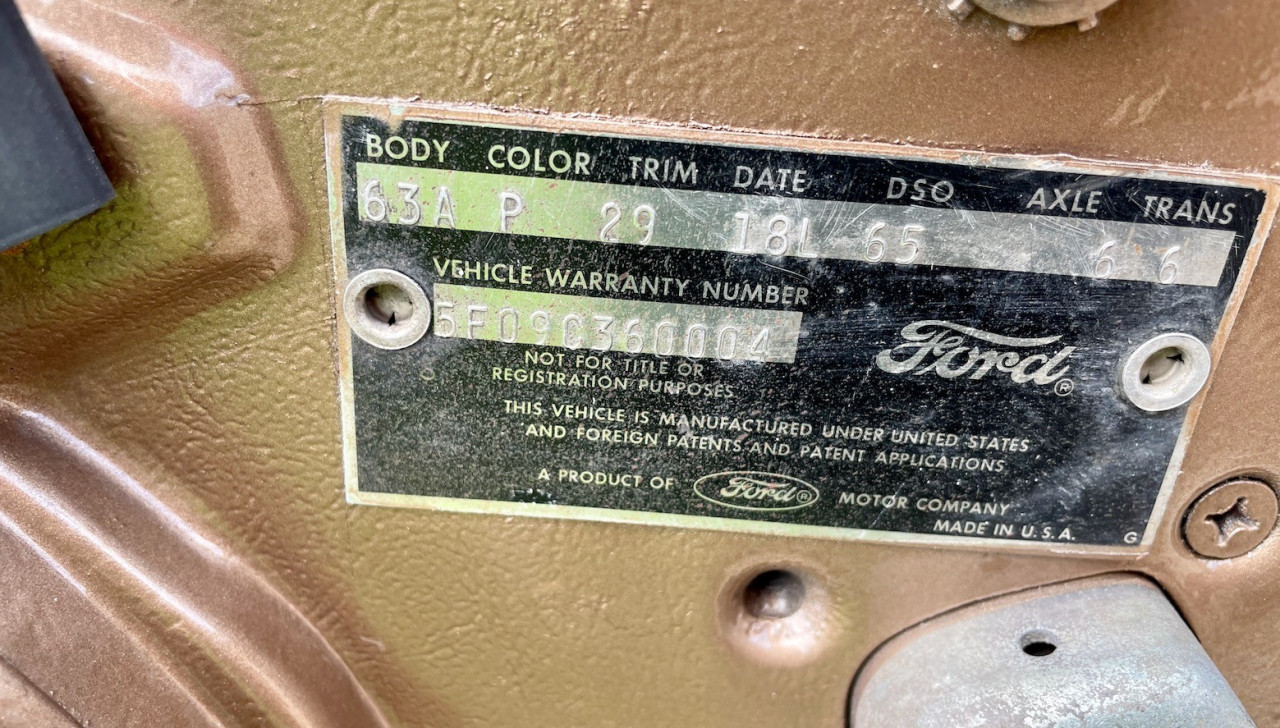 BODY COLOR TRIM DATE DSO AXLE TRANS
63A P 29 18L 65 6 6
VEHICLE WARRANTY NUMBER
5F09C360004
NOT FOR TITLE OR
REGISTRATION PURPOSES
Ford®
THIS VEHICLE IS MANUFACTURED UNDER UNITED STATES
AND FOREIGN PATENTS AND PATENT APPLICATIONS
A PRODUCT OF Ford® MOTOR COMPANY
MADE IN U.S.A.
G